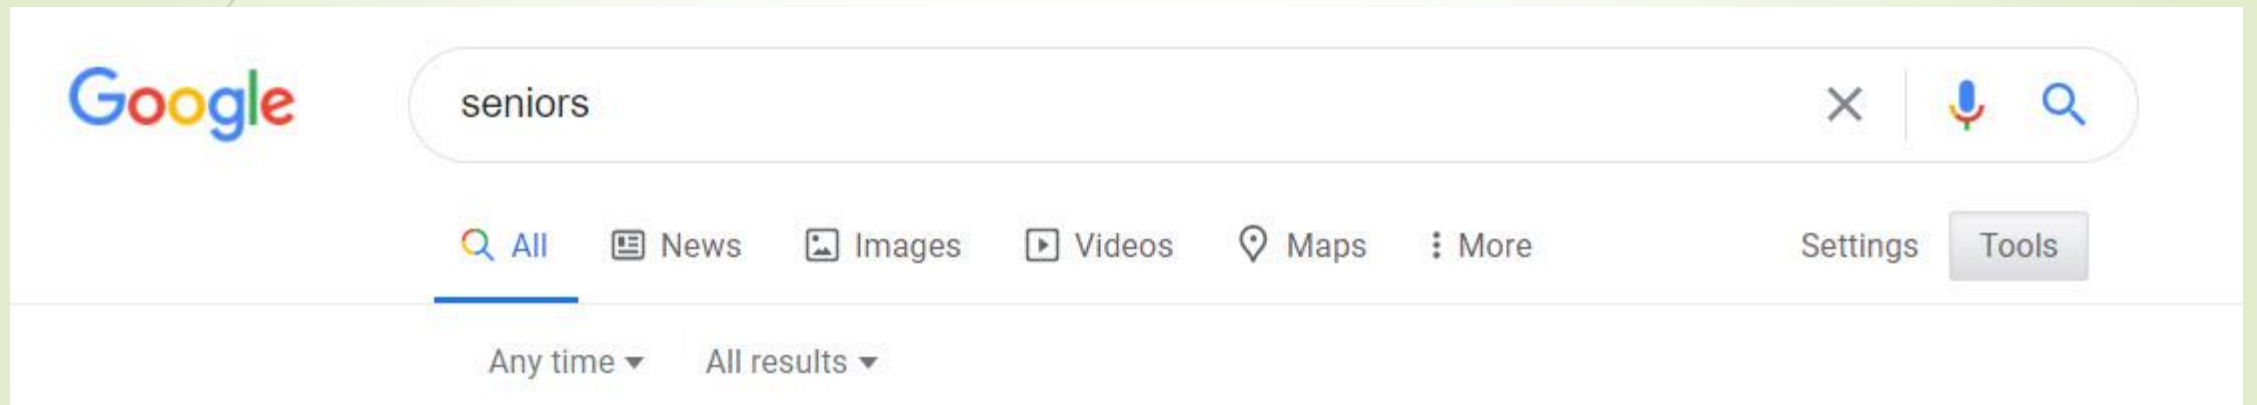 Google seniors
All News Images Videos Maps More Settings Tools
Any time All results